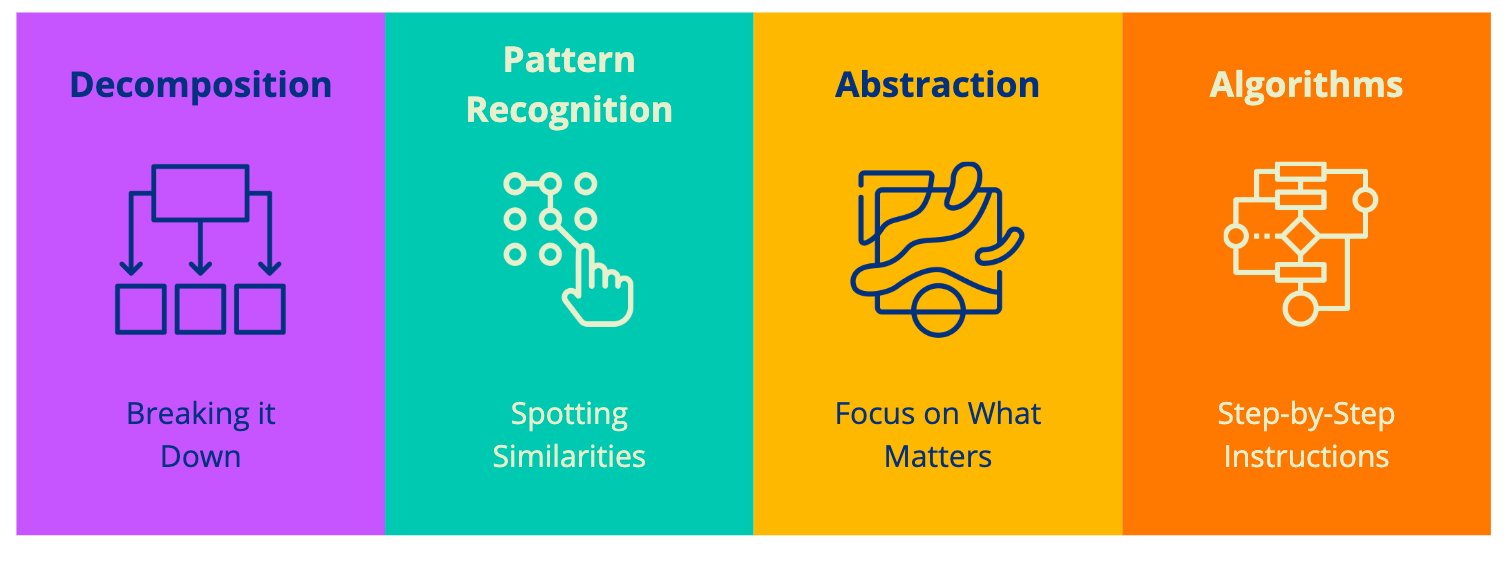 Decomposition
Breaking it
Down
Pattern
Recognition
Spotting
Similarities
Abstraction
Focus on What
Matters
Algorithms
Step-by-Step
Instructions